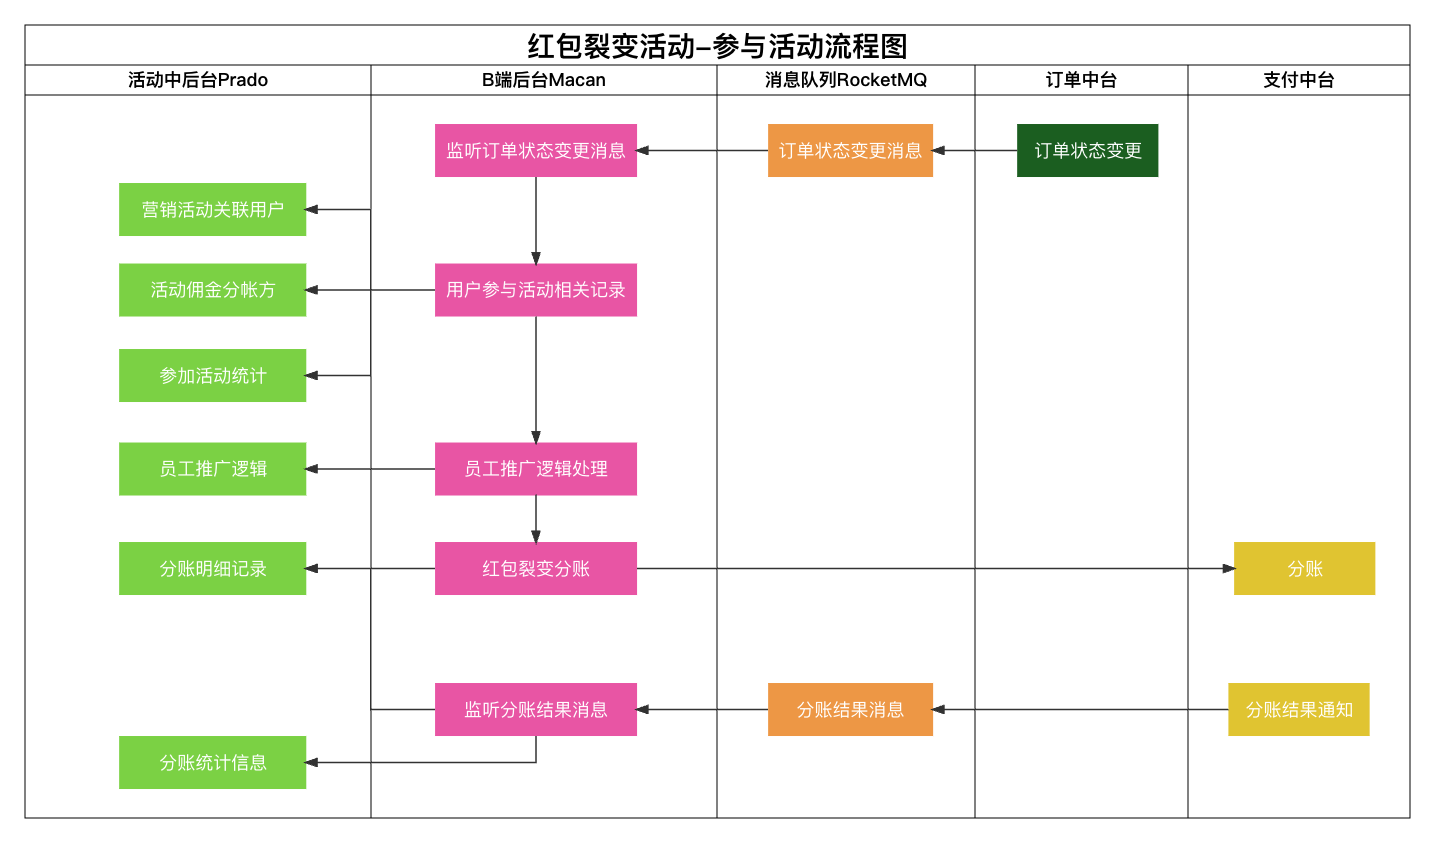 红包裂变活动-参与活动流程图
活动中后台Prado
B端后台Macan
消息队列RocketMQ
订单中台
支付中台
监听订单状态变更消息
订单状态变更消息
订单状态变更
营销活动关联用户
活动佣金分帐方
用户参与活动相关记录
参加活动统计
员工推广逻辑
员工推广逻辑处理
分账明细记录
红包裂变分账
分账
监听分账结果消息
分账结果消息
分账结果通知
分账统计信息